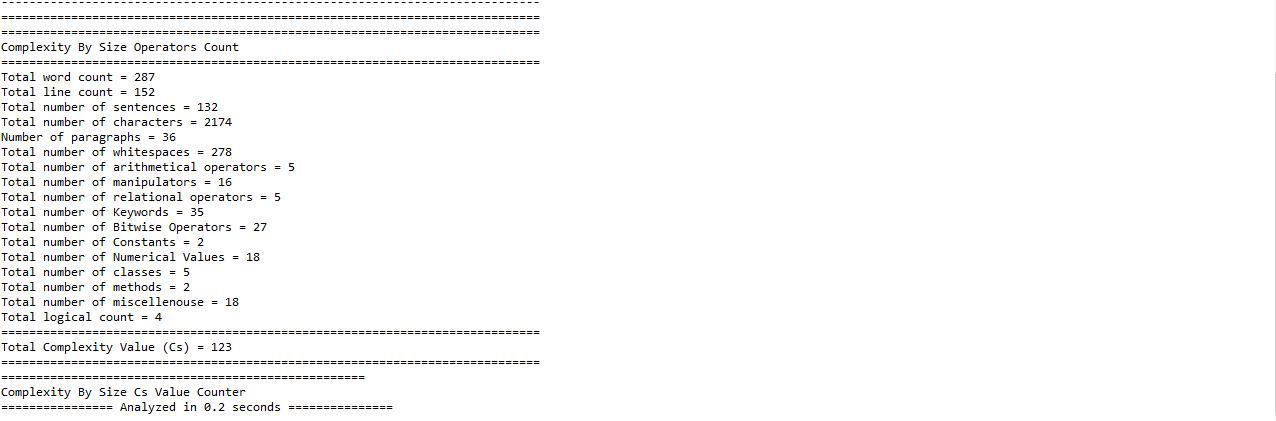 -----------------------------------------------------------------------------
=============================================================================
=============================================================================
Complexity By Size Operators Count
=============================================================================
Total word count = 287
Total line count = 152
Total number of sentences = 132
Total number of characters = 2174
Number of paragraphs = 36
Total number of whitespaces = 278
Total number of arithmetical operators = 5
Total number of manipulators = 16
Total number of relational operators = 5
Total number of Keywords = 35
Total number of Bitwise Operators = 27
Total number of Constants = 2
Total number of Numerical Values = 18
Total number of classes = 5
Total number of methods = 2
Total number of miscellenouse = 18
Total logical count = 4
=============================================================================
Total Complexity Value (Cs) = 123
=============================================================================
====================================================
Complexity By Size Cs Value Counter
================ Analyzed in 0.2 seconds ===============